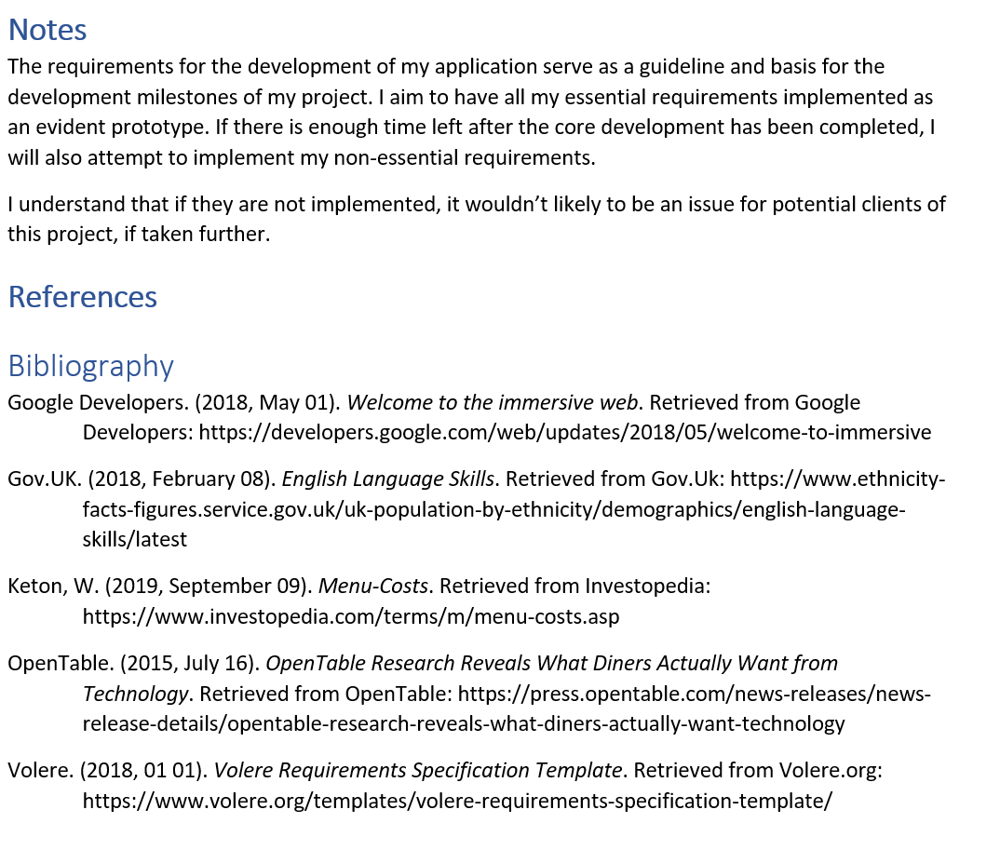 Notes
The requirements for the development of my application serve as a guideline and basis for the
development milestones of my project. I aim to have all my essential requirements implemented as
an evident prototype. If there is enough time left after the core development has been completed, I
will also attempt to implement my non-essential requirements.
I understand that if they are not implemented, it wouldn’t likely to be an issue for potential clients of
this project, if taken further.
References
Bibliography
Google Developers. (2018, May 01). Welcome to the immersive web. Retrieved from Google
Developers: https://developers.google.com/web/updates/2018/05/welcome-to-immersive
Gov.UK. (2018, February 08). English Language Skills. Retrieved from Gov.Uk: https://www.ethnicity-
facts-figures.service.gov.uk/uk-population-by-ethnicity/demographics/english-language-
skills/latest
Keton, W. (2019, September 09). Menu-Costs. Retrieved from Investopedia:
https://www.investopedia.com/terms/m/menu-costs.asp
OpenTable. (2015, July 16). OpenTable Research Reveals What Diners Actually Want from
Technology. Retrieved from OpenTable: https://press.opentable.com/news-releases/news-
release-details/opentable-research-reveals-what-diners-actually-want-technology
Volere. (2018, 01 01). Volere Requirements Specification Template. Retrieved from Volere.org:
https://www.volere.org/templates/volere-requirements-specification-template/